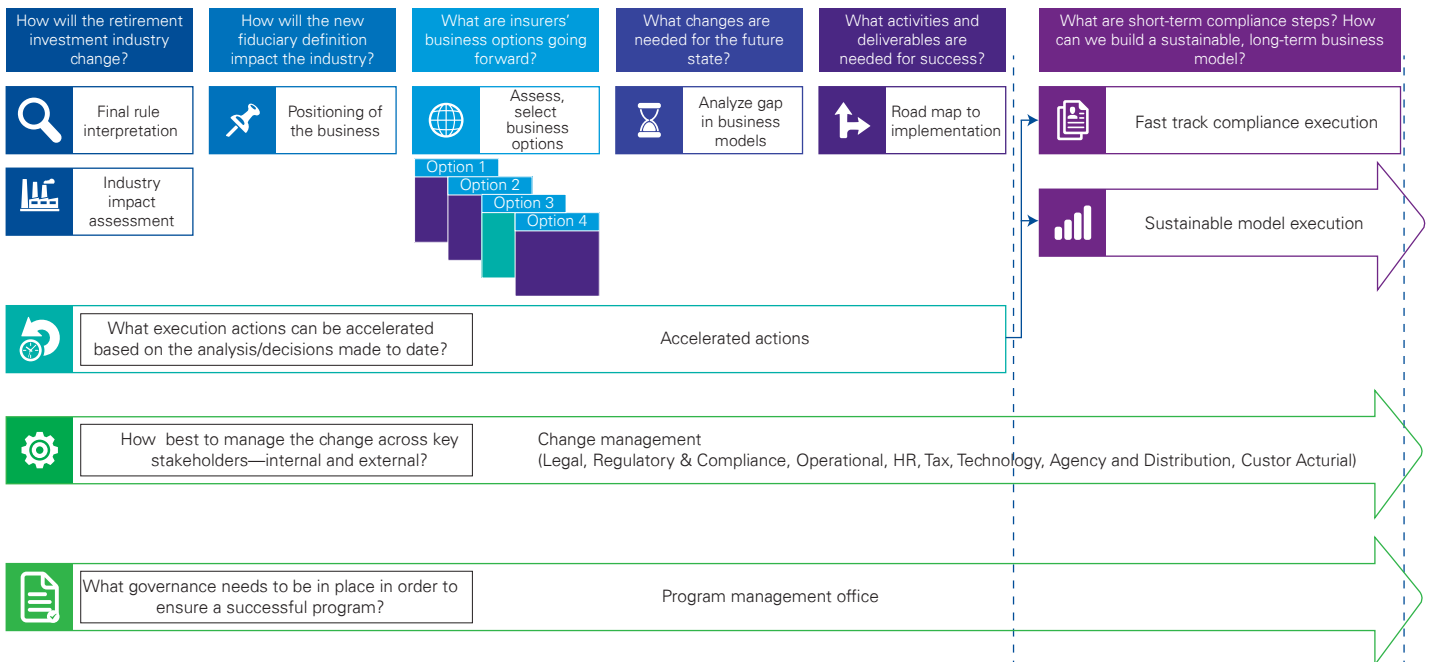 How will the retirement
investment industry
change?
How will the new
fiduciary definition
impact the industry?
What are insurers’
business options going
forward?
What changes are
needed for the future
state?
What activities and
deliverables are
needed for success?
What are short-term compliance steps? How
can we build a sustainable, long-term business
model?
Final rule
interpretation
Positioning of
the business
Assess,
select
business
options
Analyze gap
in business
models
Road map to
implementation
Fast track compliance execution
Industry
impact
assessment
Option 1
Option 2
Option 3
Option 4
Sustainable model execution
What execution actions can be accelerated
based on the analysis/decisions made to date?
Accelerated actions
How best to manage the change across key
stakeholders—internal and external?
Change management
(Legal, Regulatory & Compliance, Operational, HR, Tax, Technology, Agency and Distribution, Custor Acturial)
What governance needs to be in place in order to
ensure a successful program?
Program management office